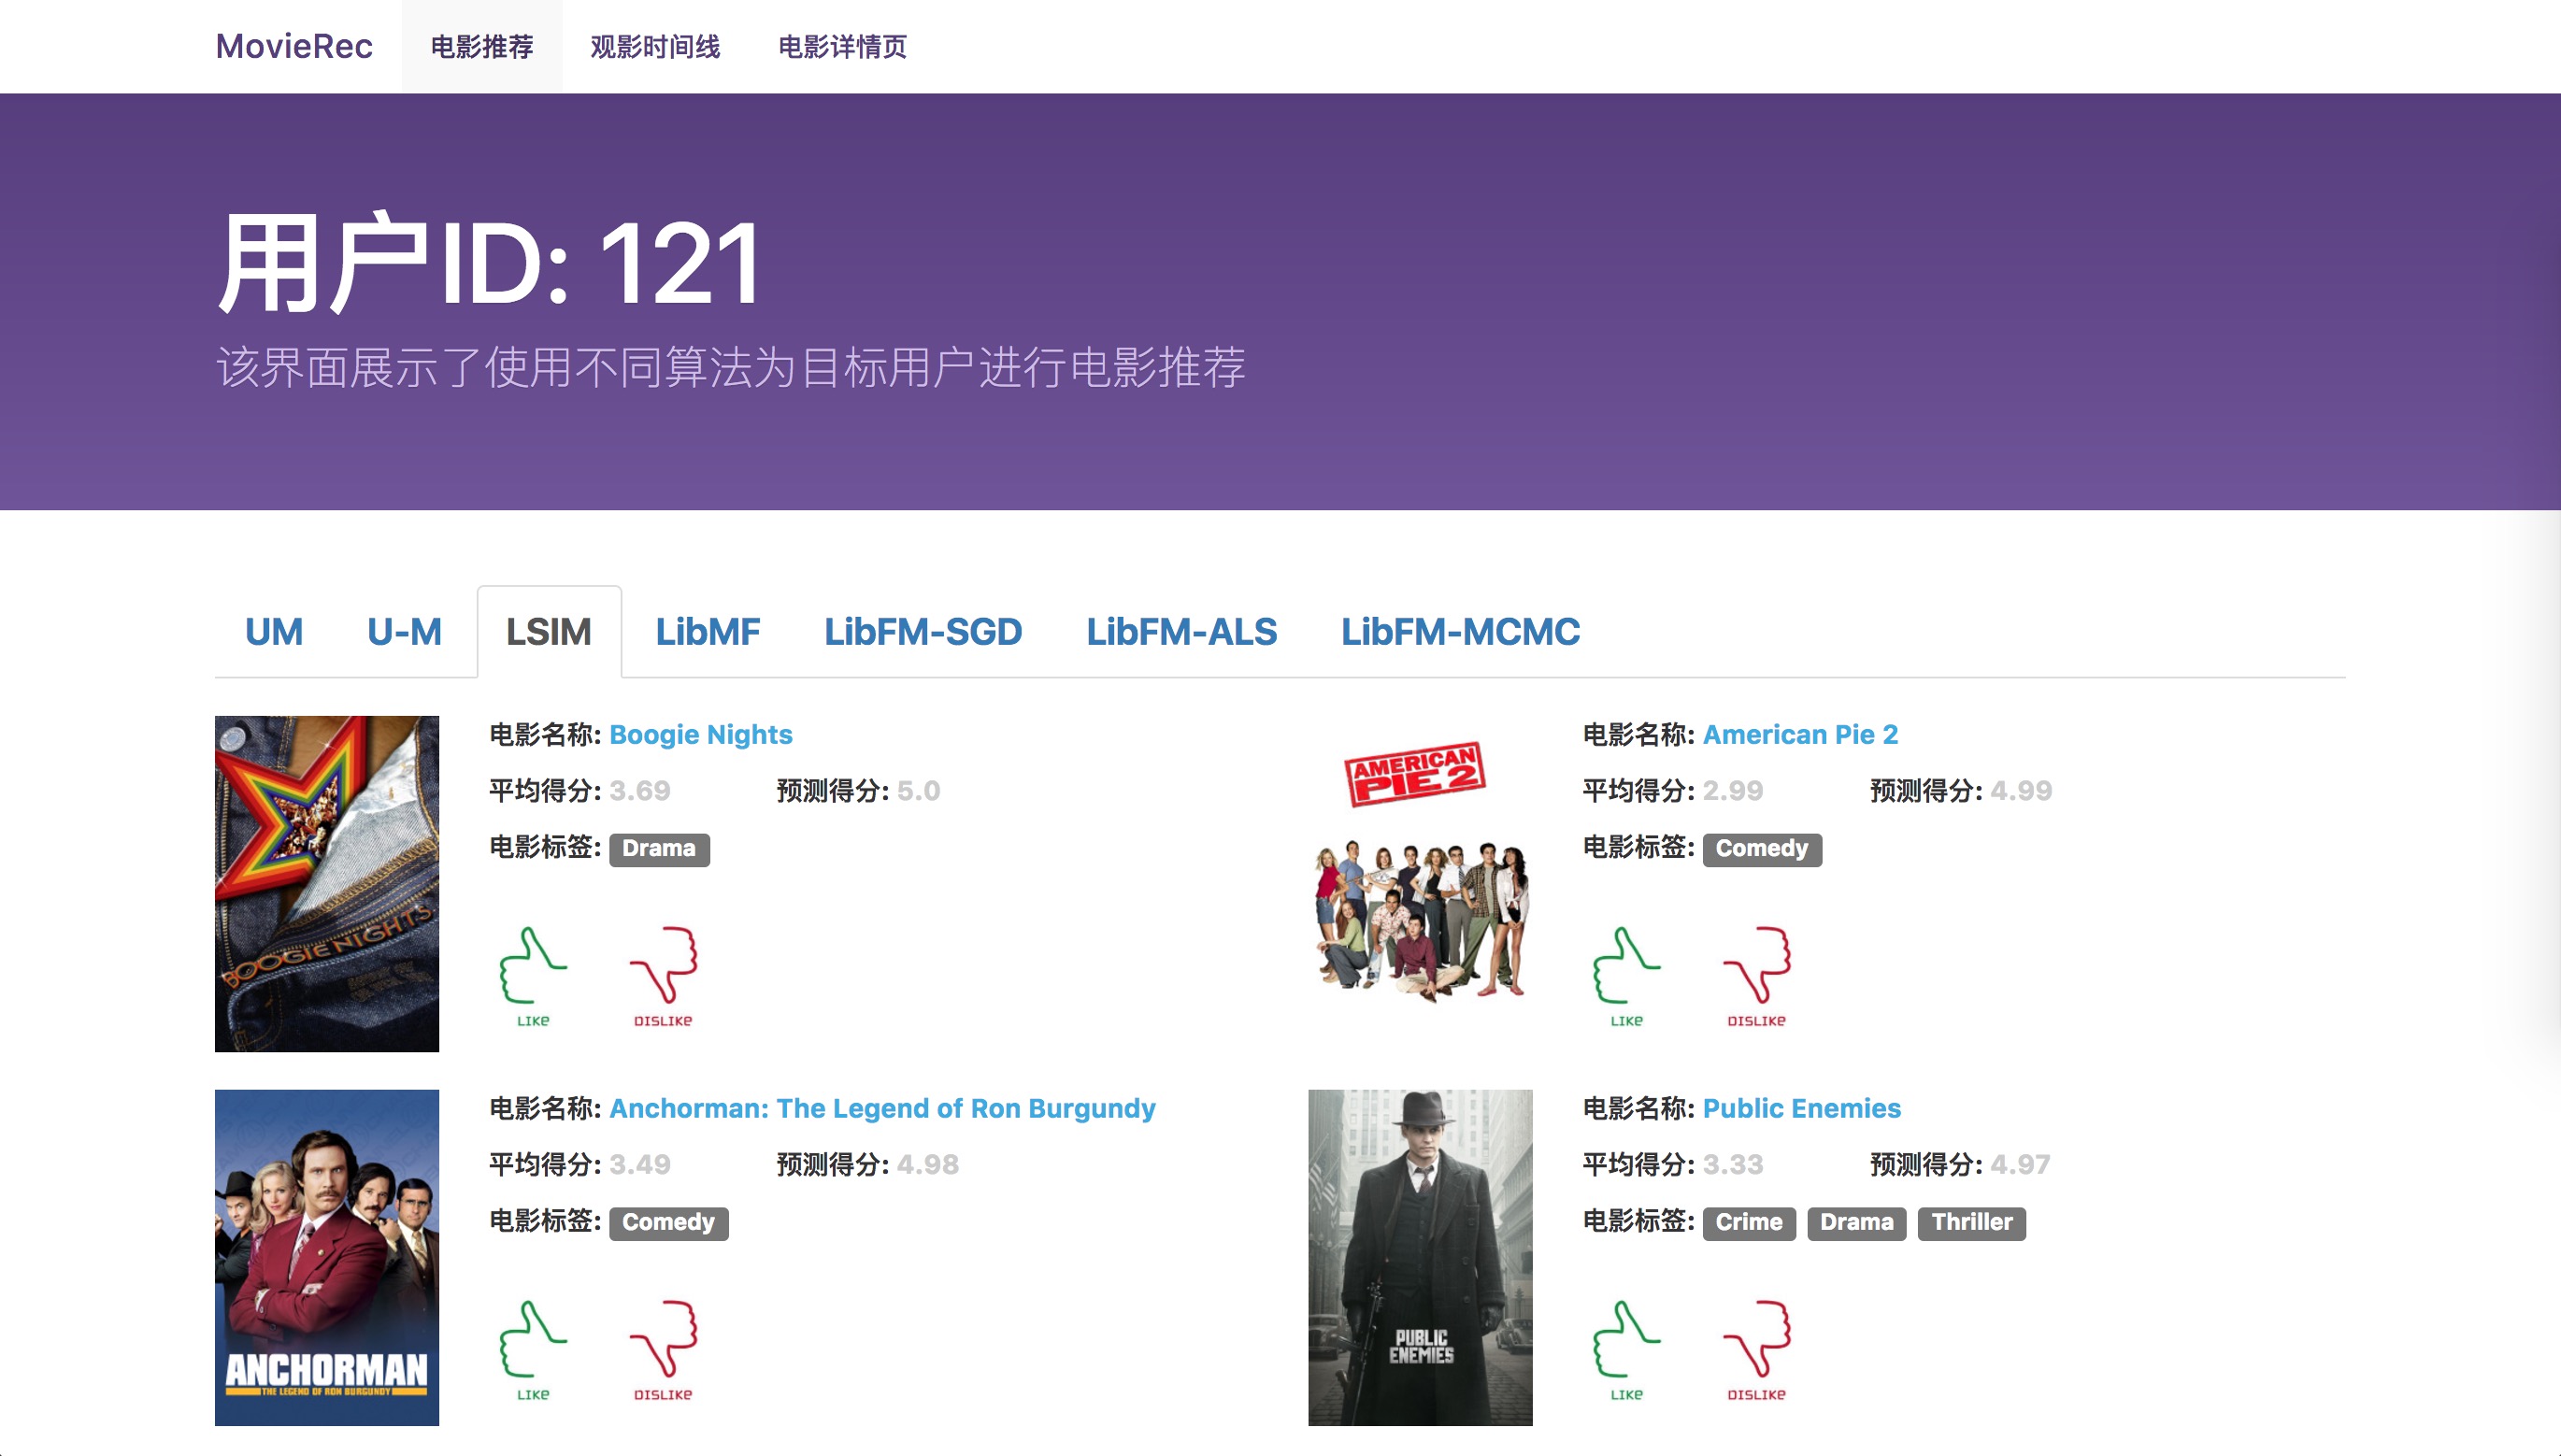 MovieRec 电影推荐 观影时间线 电影详情页
用户ID: 121
该界面展示了使用不同算法为目标用户进行电影推荐
UM U-M LSIM LibMF LibFM-SGD LibFM-ALS LibFM-MCMC
BOOGIE NIGHTS
电影名称: Boogie Nights
平均得分: 3.69 预测得分: 5.0
电影标签: Drama
LIKE DISLIKE
AMERICAN
PIE 2
电影名称: American Pie 2
平均得分: 2.99 预测得分: 4.99
电影标签: Comedy
LIKE DISLIKE
ANCHORMAN
THE LEGEND OF RON BURGUNDY
电影名称: Anchorman: The Legend of Ron Burgundy
平均得分: 3.49 预测得分: 4.98
电影标签: Comedy
LIKE DISLIKE
PUBLIC
ENEMIES
电影名称: Public Enemies
平均得分: 3.33 预测得分: 4.97
电影标签: Crime Drama Thriller
LIKE DISLIKE